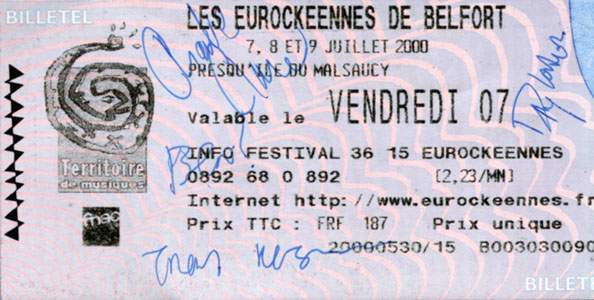 BILLETEL
LES EUROCKEENNES DE BELFORT
7, 8 ET 9 JUILLET 2000
PRESQU'ILE DU MALSAUCY
Valable le VENDREDI 07
INFO FESTIVAL 36 15 EUROCKEENNES
0892 68 0 892 (2,23/MN)
Internet http://www.eurockeennes.fr
Prix TTC : FRF 187 Prix unique
20000530/15 B003030090
Territoire
de musiques
fnac
BILLETEL